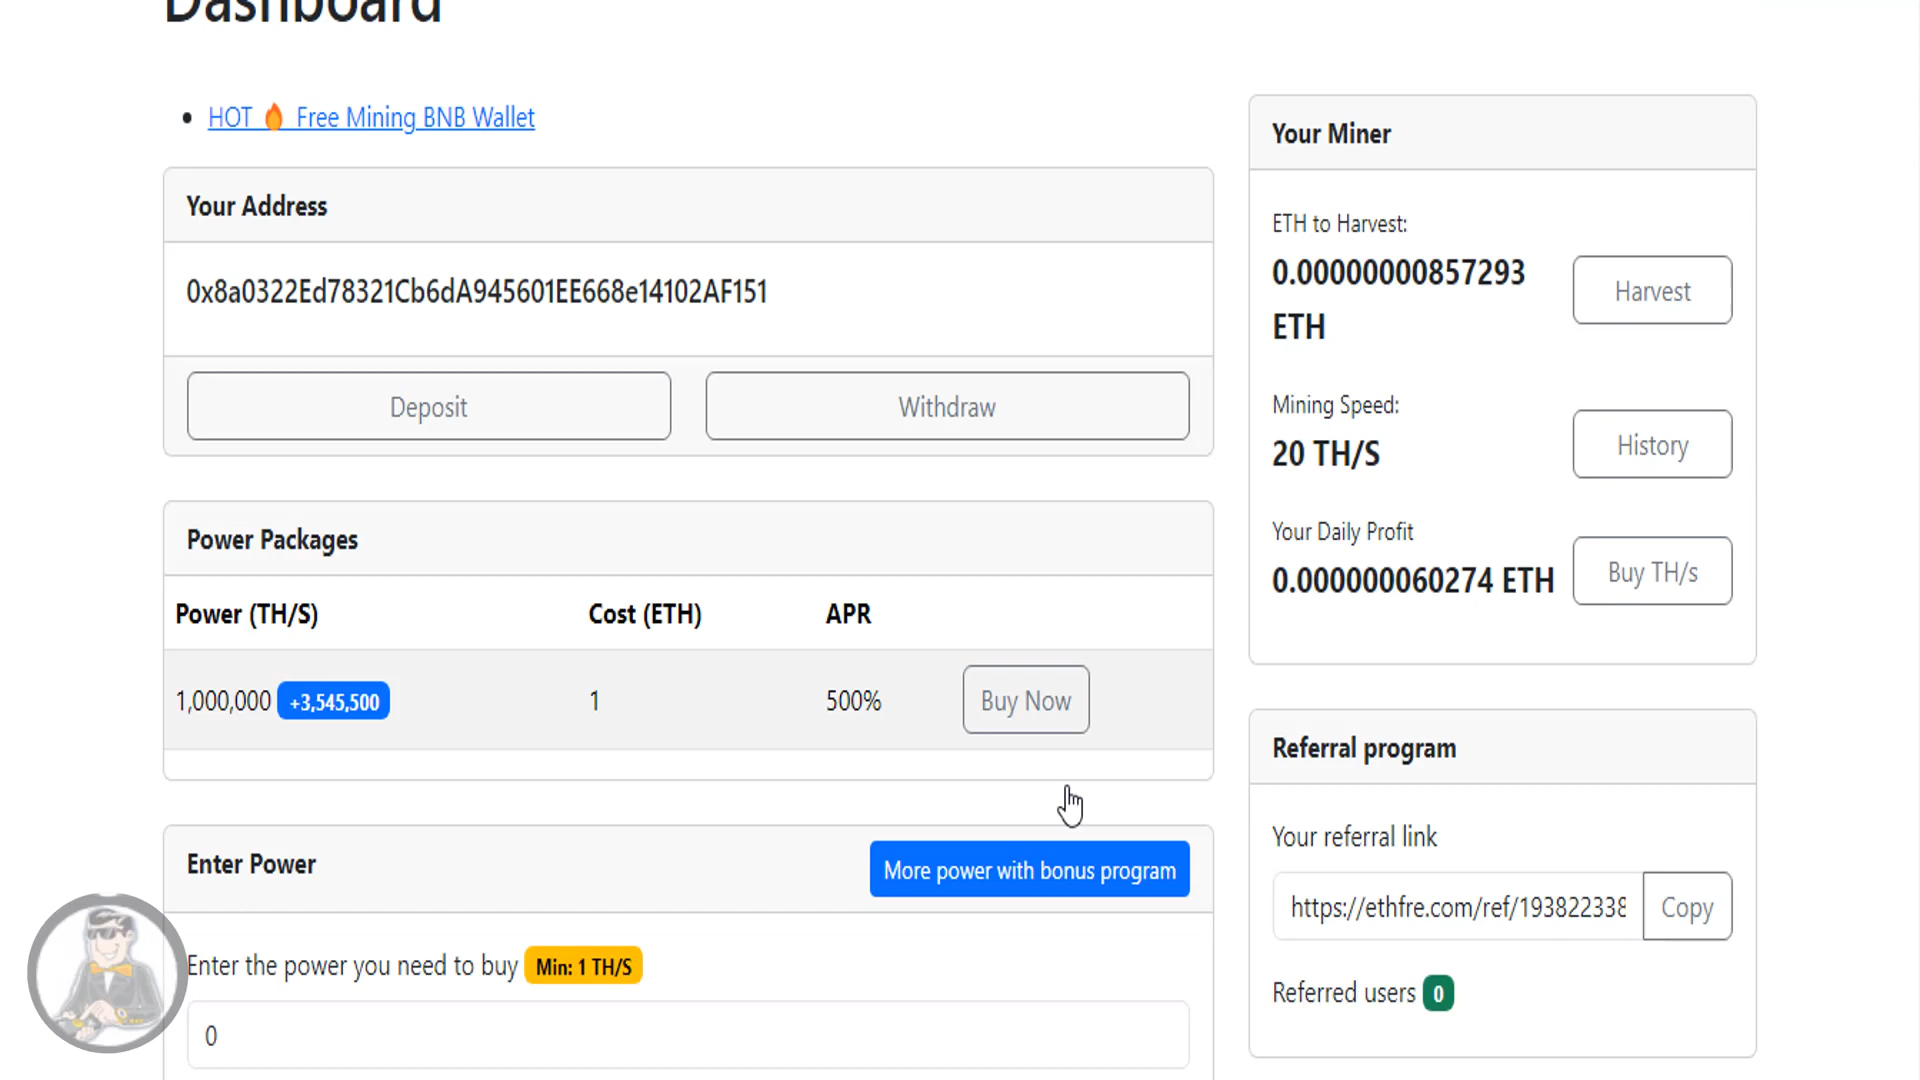 Dashboard
HOT 🔥 Free Mining BNB Wallet
Your Address
0x8a0322Ed78321Cb6dA945601EE668e14102AF151
Deposit
Withdraw
Power Packages
Power (TH/S) Cost (ETH) APR
1,000,000 +3,545,500 1 500% Buy Now
Enter Power
More power with bonus program
Enter the power you need to buy Min: 1 TH/S
0
Your Miner
ETH to Harvest:
0.00000000857293
ETH
Harvest
Mining Speed:
20 TH/S
History
Your Daily Profit
0.000000060274 ETH
Buy TH/s
Referral program
Your referral link
https://ethfre.com/ref/193822338
Copy
Referred users 0